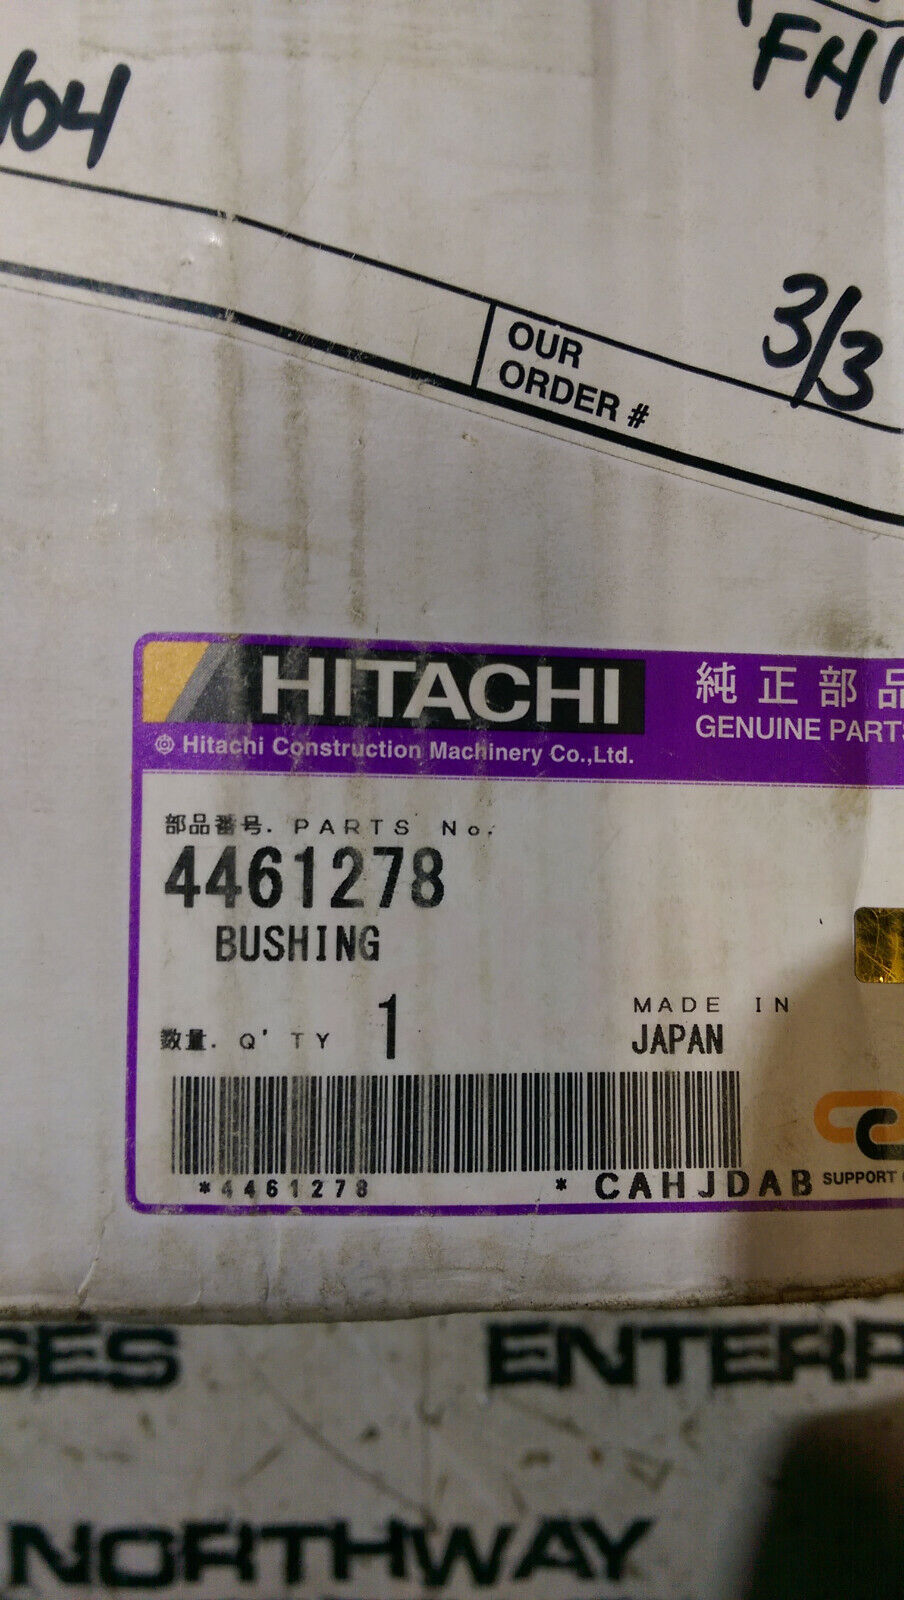 104
FH
OUR
ORDER #
3/3
HITACHI
純正部品
GENUINE PARTS
Hitachi Construction Machinery Co.,Ltd.
部品番号. PARTS No.
4461278
BUSHING
数量. Q'TY 1
MADE IN
JAPAN
*4461278 * CAHJDAB
SUPPORT
SES ENTERP
NORTHWAY